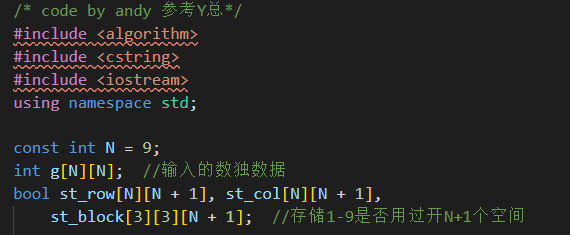 /* code by andy 参考Y总*/
#include <algorithm>
#include <cstring>
#include <iostream>
using namespace std;
const int N = 9;
int g[N][N];  //输入的数独数据
bool st_row[N][N + 1], st_col[N][N + 1],
    st_block[3][3][N + 1];  //存储1-9是否用过开N+1个空间